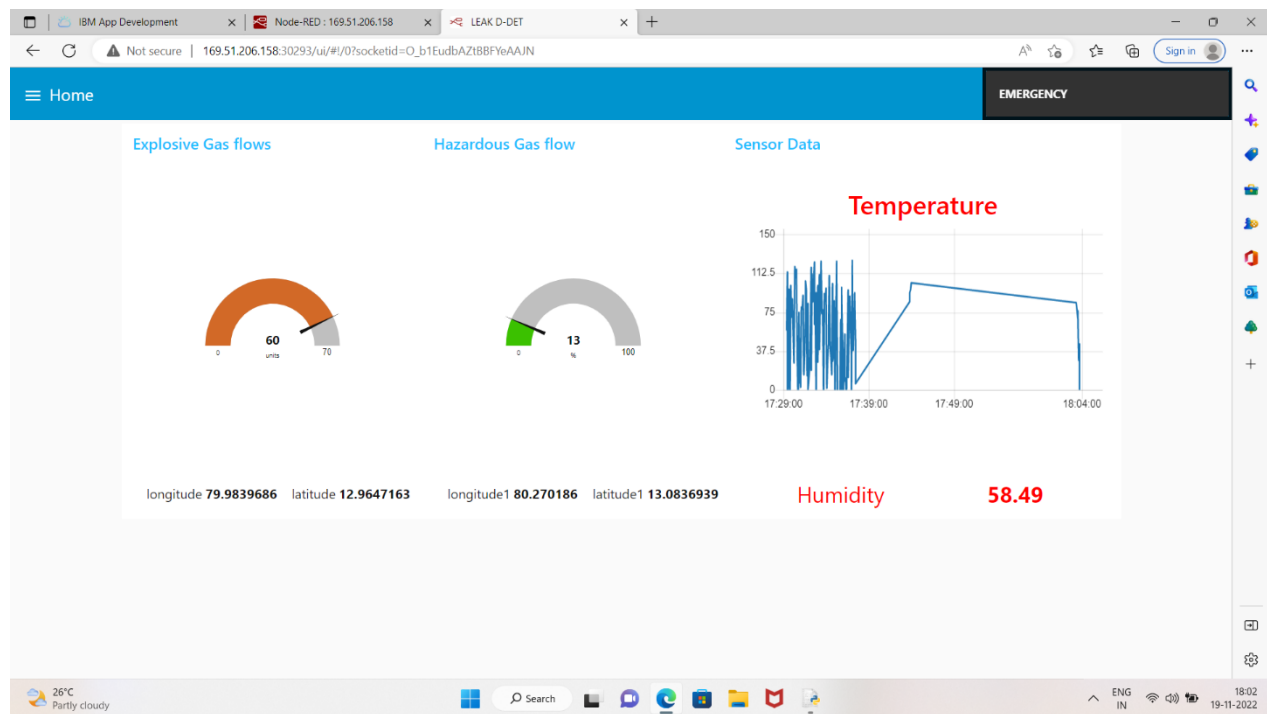 IBM App Development
Node-RED : 169.51.206.158
LEAK D-DET
Not secure | 169.51.206.158:30293/ui/#!/0?socketid=O_b1EudbAZtBBFYeAAJN
Sign in
Home
EMERGENCY
Explosive Gas flows
Hazardous Gas flow
Sensor Data
Temperature
150
112.5
75
37.5
0
17:29:00 17:39:00 17:49:00 18:04:00
60
units
0 70
13
%
0 100
longitude 79.9839686 latitude 12.9647163
longitude1 80.270186 latitude1 13.0836939
Humidity 58.49
26°C
Partly cloudy
Search
ENG
IN
18:02
19-11-2022